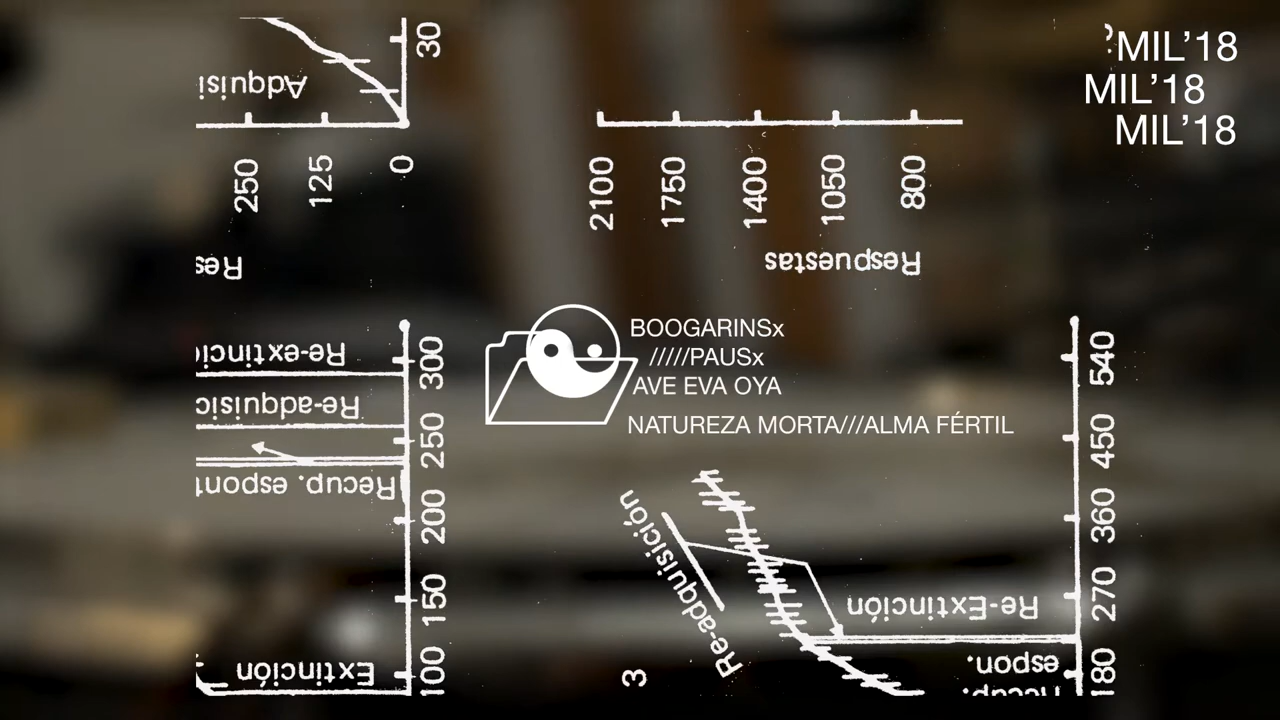 ’MIL’18
MIL’18
MIL’18
30
Adquisi
250
125
0
Res
2100
1750
1400
1050
800
Respuestas
BOOGARINSx
/////PAUSx
AVE EVA OYA
NATUREZA MORTA///ALMA FÉRTIL
Re-extinci
Re-adquisic
Recup. espont
Extinción
300
250
200
150
100
Re-adquisición
3
Re-Extinción
espon.
Recup.
540
450
360
270
180